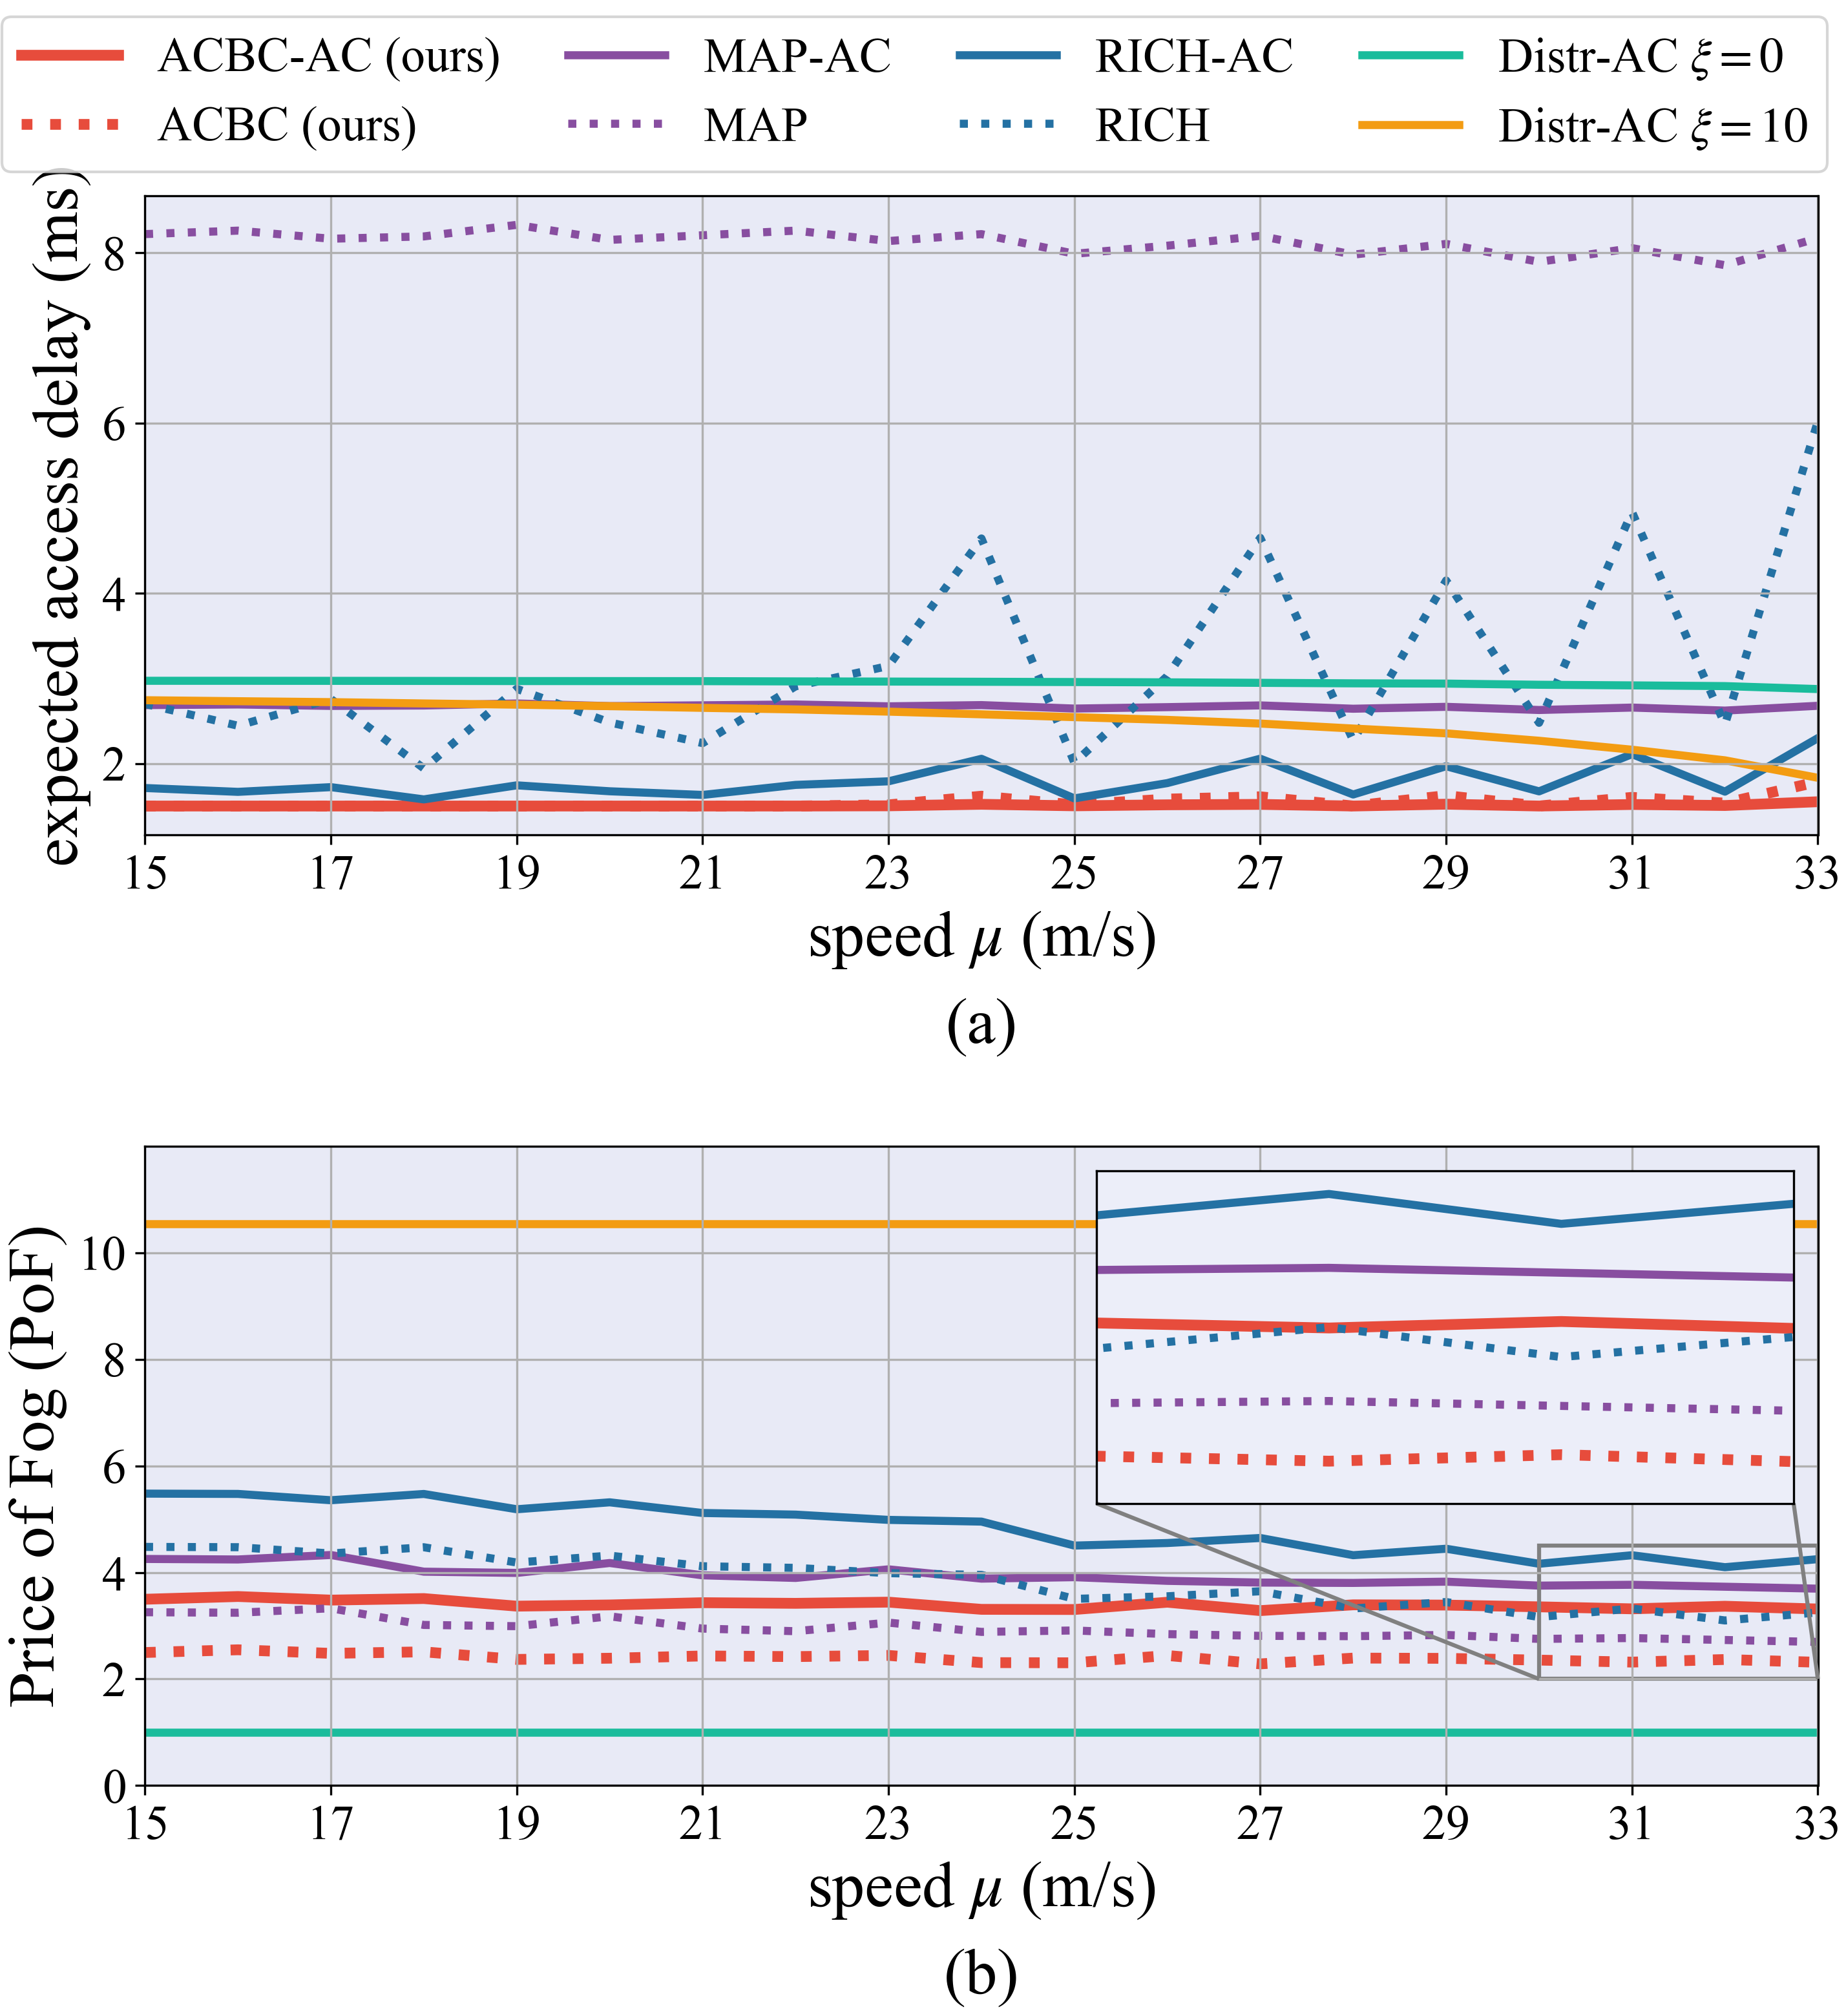 ACBC-AC (ours) MAP-AC RICH-AC Distr-AC ξ=0
ACBC (ours) MAP RICH Distr-AC ξ=10
expected access delay (ms)
8
6
4
2
15 17 19 21 23 25 27 29 31 33
speed μ (m/s)
(a)
Price of Fog (PoF)
10
8
6
4
2
0
15 17 19 21 23 25 27 29 31 33
speed μ (m/s)
(b)